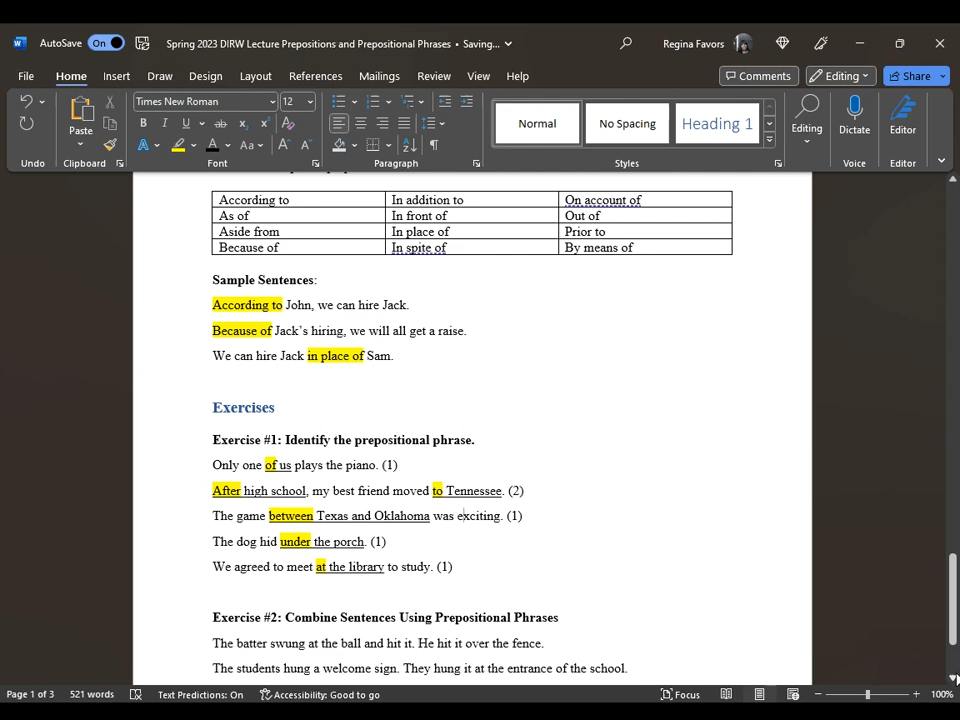 AutoSave On Spring 2023 DIRW Lecture Prepositions and Prepositional Phrases • Saving... Regina Favors
File Home Insert Draw Design Layout References Mailings Review View Help Comments Editing Share
Times New Roman 12
Paste
Normal No Spacing Heading 1
Editing Dictate Editor
Undo Clipboard Font Paragraph Styles Voice Editor
According to In addition to On account of
As of In front of Out of
Aside from In place of Prior to
Because of In spite of By means of
Sample Sentences:
According to John, we can hire Jack.
Because of Jack’s hiring, we will all get a raise.
We can hire Jack in place of Sam.
Exercises
Exercise #1: Identify the prepositional phrase.
Only one of us plays the piano. (1)
After high school, my best friend moved to Tennessee. (2)
The game between Texas and Oklahoma was exciting. (1)
The dog hid under the porch. (1)
We agreed to meet at the library to study. (1)
Exercise #2: Combine Sentences Using Prepositional Phrases
The batter swung at the ball and hit it. He hit it over the fence.
The students hung a welcome sign. They hung it at the entrance of the school.
Page 1 of 3 521 words Text Predictions: On Accessibility: Good to go Focus 100%